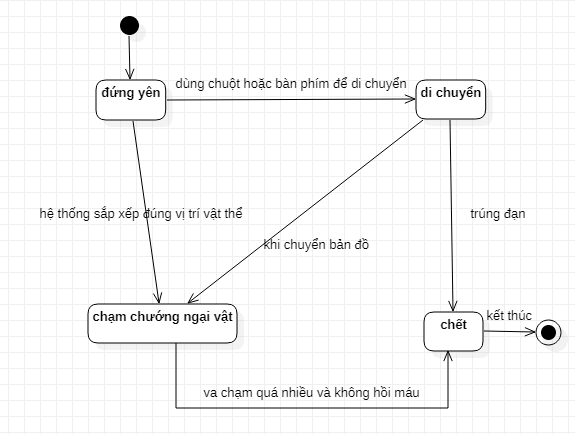 dùng chuột hoặc bàn phím để di chuyển
đứng yên
di chuyển
hệ thống sắp xếp đúng vị trí vật thể
trúng đạn
khi chuyển bản đồ
chạm chướng ngại vật
kết thúc
chết
va chạm quá nhiều và không hồi máu